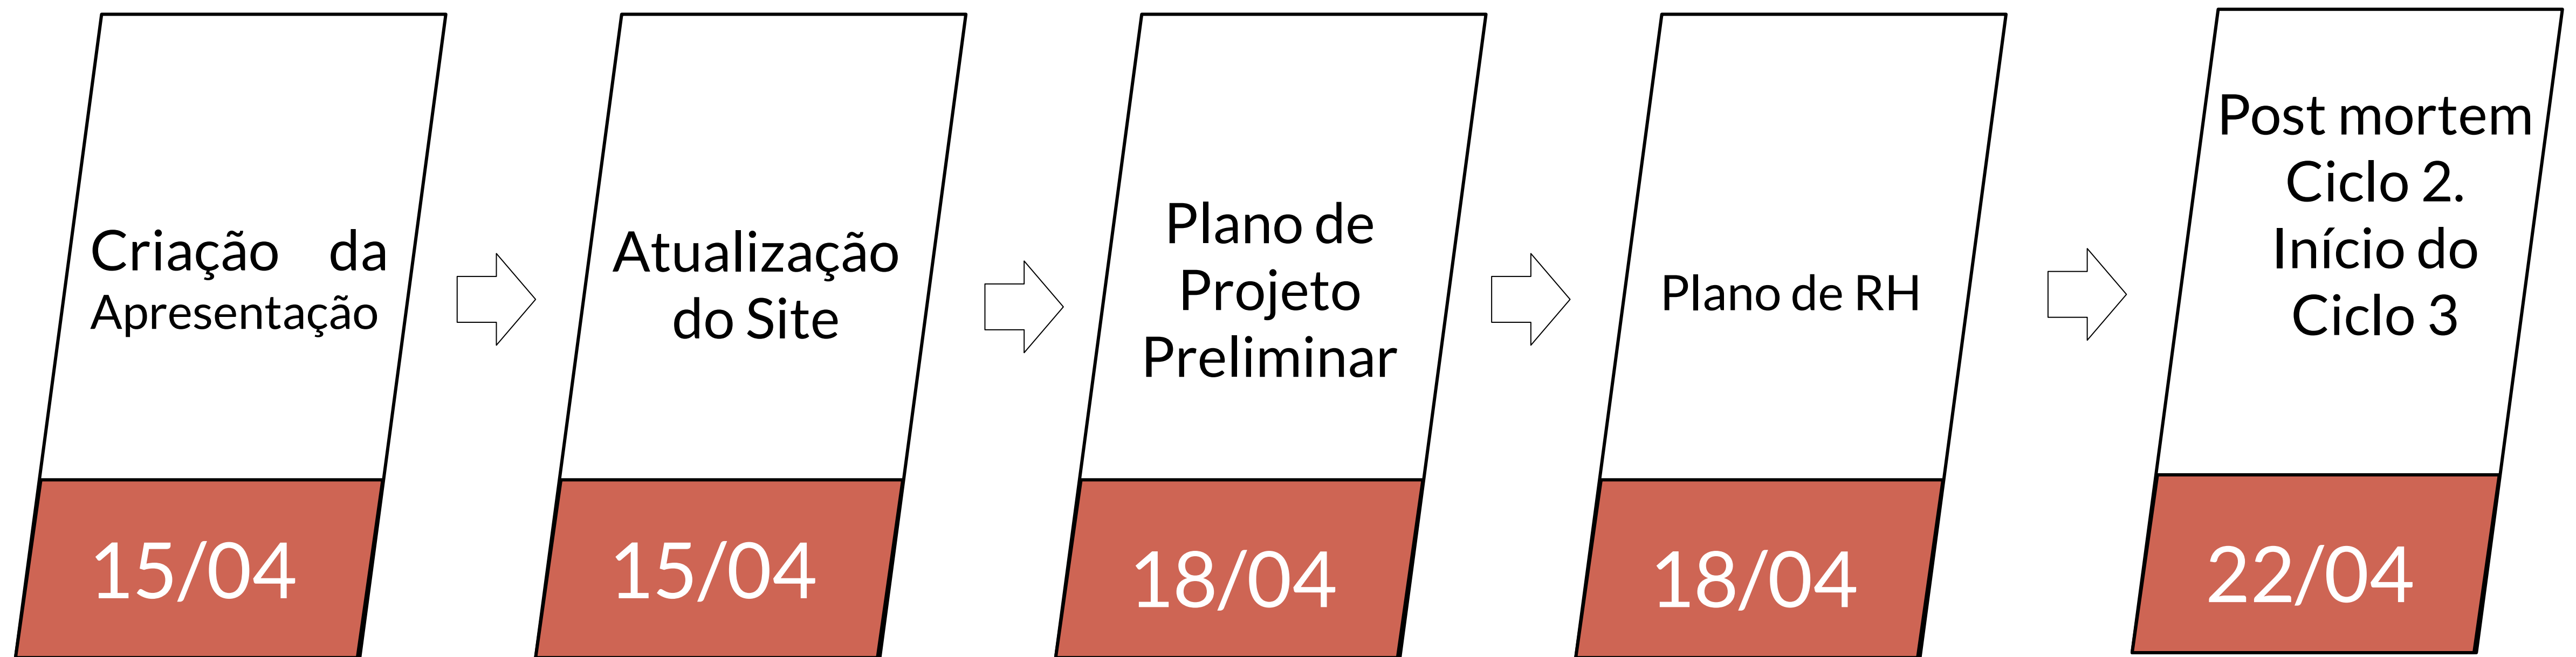 Criação da
Apresentação
15/04
Atualização
do Site
15/04
Plano de
Projeto
Preliminar
18/04
Plano de RH
18/04
Post mortem
Ciclo 2.
Início do
Ciclo 3
22/04